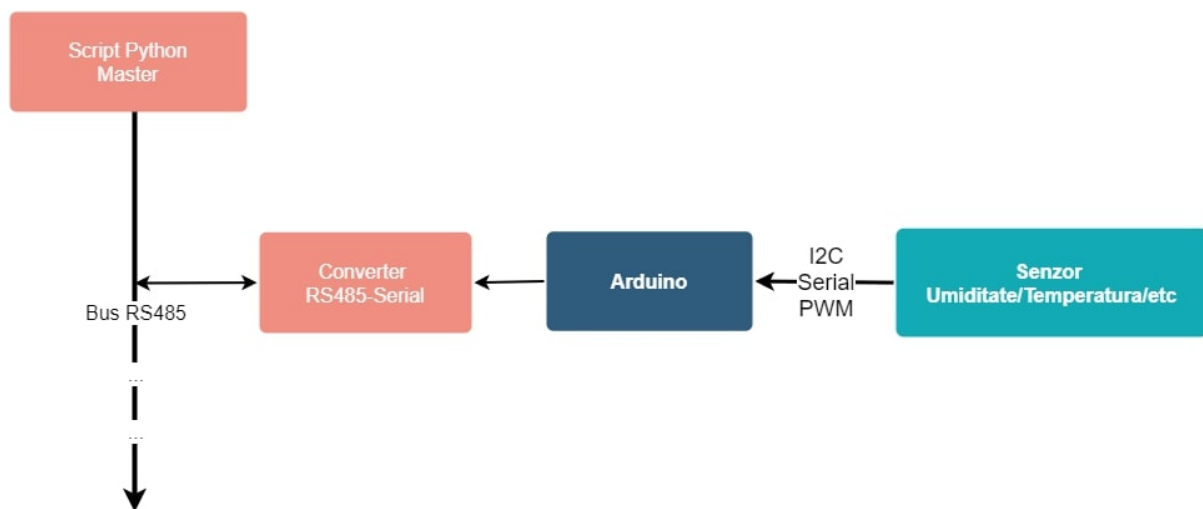 Script Python
Master
Converter
RS485-Serial
Arduino
I2C
Serial
PWM
Senzor
Umiditate/Temperatura/etc
Bus RS485
...
...